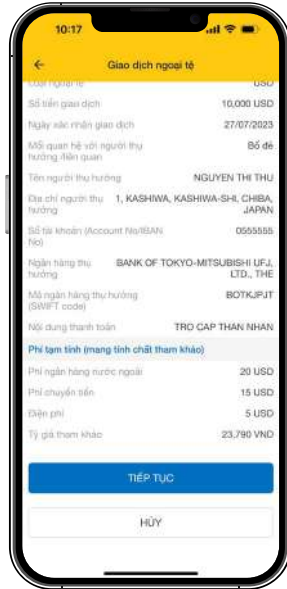 10:17
Giao dịch ngoại tệ
Loại ngoại tệ USD
Số tiền giao dịch 10,000 USD
Ngày xác nhận giao dịch 27/07/2023
Mối quan hệ với người thụ Bố đẻ
hưởng /liên quan
Tên người thụ hưởng NGUYEN THI THU
Địa chỉ người thụ 1, KASHIWA, KASHIWA-SHI, CHIBA,
hưởng JAPAN
Số tài khoản (Account No/IBAN 0555555
No)
Ngân hàng thụ BANK OF TOKYO-MITSUBISHI UFJ,
hưởng LTD., THE
Mã ngân hàng thụ hưởng BOTKJPJT
(SWIFT code)
Nội dung thanh toán TRO CAP THAN NHAN
Phí tạm tính (mang tính chất tham khảo)
Phí ngân hàng nước ngoài 20 USD
Phí chuyển tiền 15 USD
Điện phí 5 USD
Tỷ giá tham khảo 23,790 VND
TIẾP TỤC
HỦY